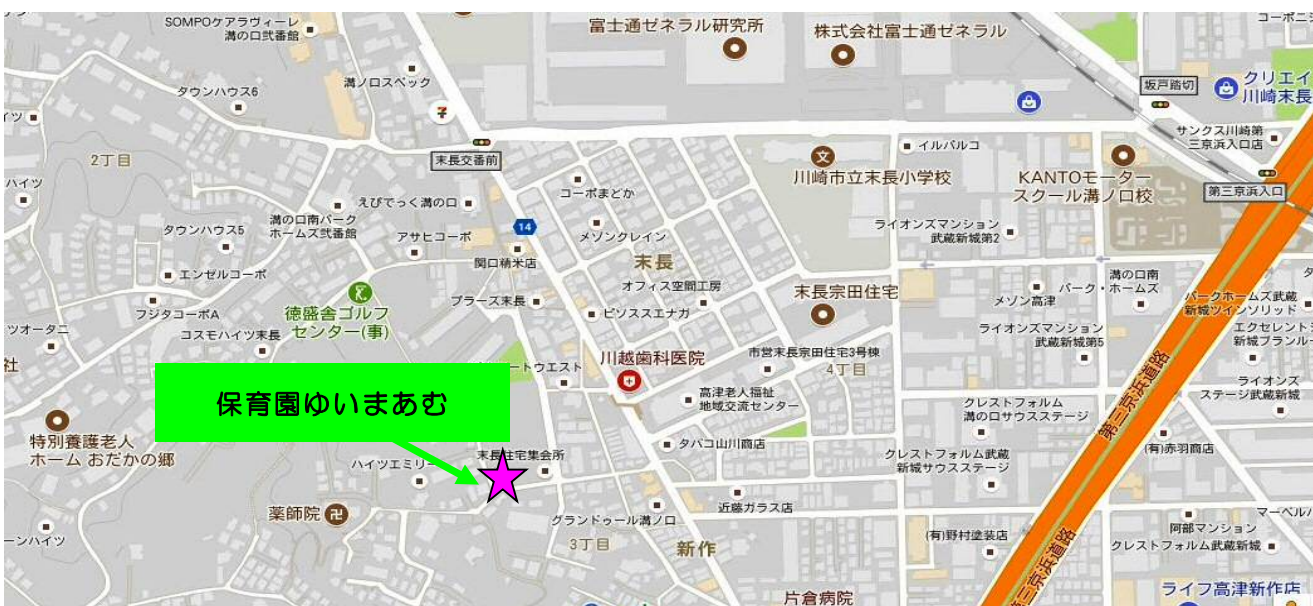 SOMPOケアラヴィーレ
溝の口弐番館
富士通ゼネラル研究所
株式会社富士通ゼネラル
溝ノロスペック
タウンハウス6
坂戸踏切
クリエイ
川崎末長
サンクス川崎第
三京浜入口店
2丁目
末長交番前
イルパルコ
川崎市立末長小学校
KANTOモーター
スクール溝ノ口校
第三京浜入口
ハイツ
コーポまどか
えびてっく溝の口
溝の口南パーク
ホームズ弐番館
タウンハウス5
アサヒコーポ
14
メゾンクレイン
ライオンズマンション
武蔵新城第2
関口精米店
末長
エンゼルコーポ
オフィス空間工房
溝の口南
パーク・ホームズ
末長宗田住宅
メゾン高津
プラース末長
フジタコーポA
徳盛舎ゴルフ
センター(事)
ビソススエナガ
パークホームズ武蔵
新城ツインソリッド
コスモハイツ末長
ツオータニ
ライオンズマンション
武蔵新城第5
エクセレント
新城ブランルー
川越歯科医院
市営末長宗田住宅3号棟
4丁目
トウエスト
社
高津老人福祉
地域交流センター
ライオンズ
ステージ武蔵新城
保育園ゆいまあむ
クレストフォルム
溝の口サウスステージ
第三京浜道路
特別養護老人
ホーム おだかの郷
タバコ山川商店
(有)赤羽商店
末長住宅集会所
ハイツエミリー
クレストフォルム武蔵
新城サウスステージ
薬師院
近藤ガラス店
グランドゥール溝ノ口
マーベル
阿部マンション
(有)野村塗装店
3丁目
新作
クレストフォルム武蔵新城
ーンハイツ
第三京浜道路
片倉病院
ライフ高津新作店